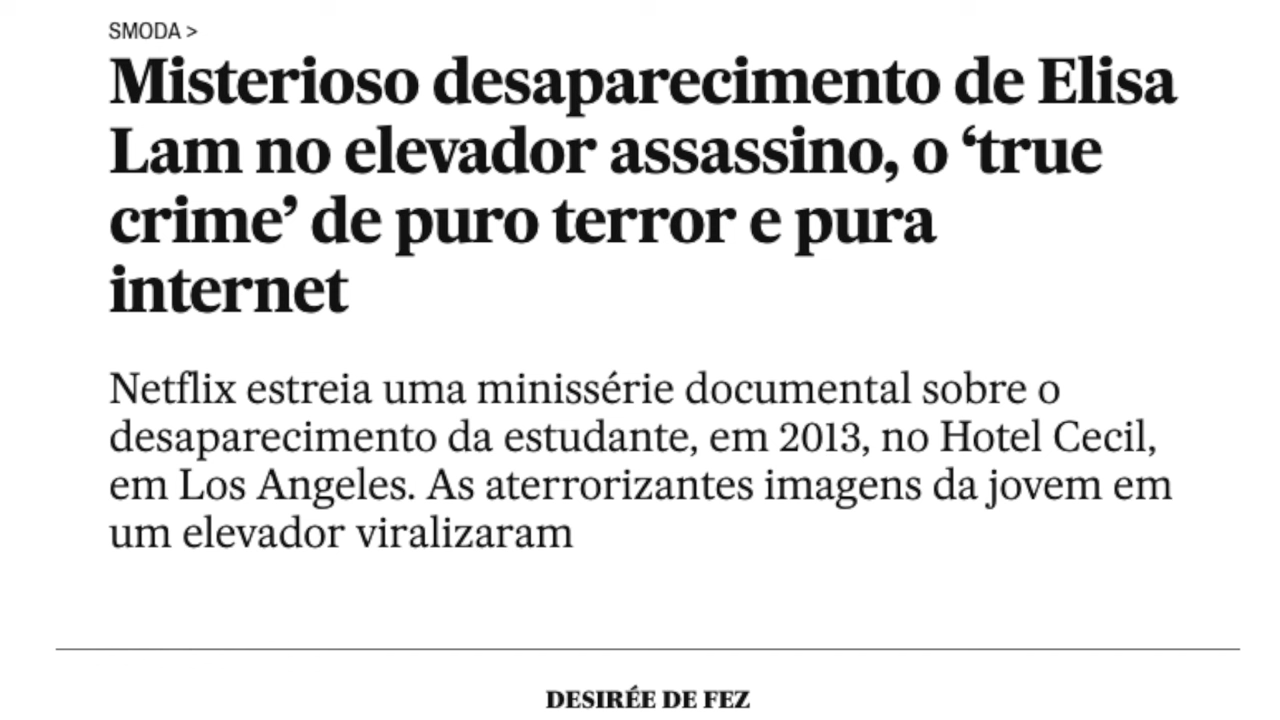 SMODA >
Misterioso desaparecimento de Elisa
Lam no elevador assassino, o ‘true
crime’ de puro terror e pura
internet
Netflix estreia uma minissérie documental sobre o
desaparecimento da estudante, em 2013, no Hotel Cecil,
em Los Angeles. As aterrorizantes imagens da jovem em
um elevador viralizaram
DESIRÉE DE FEZ